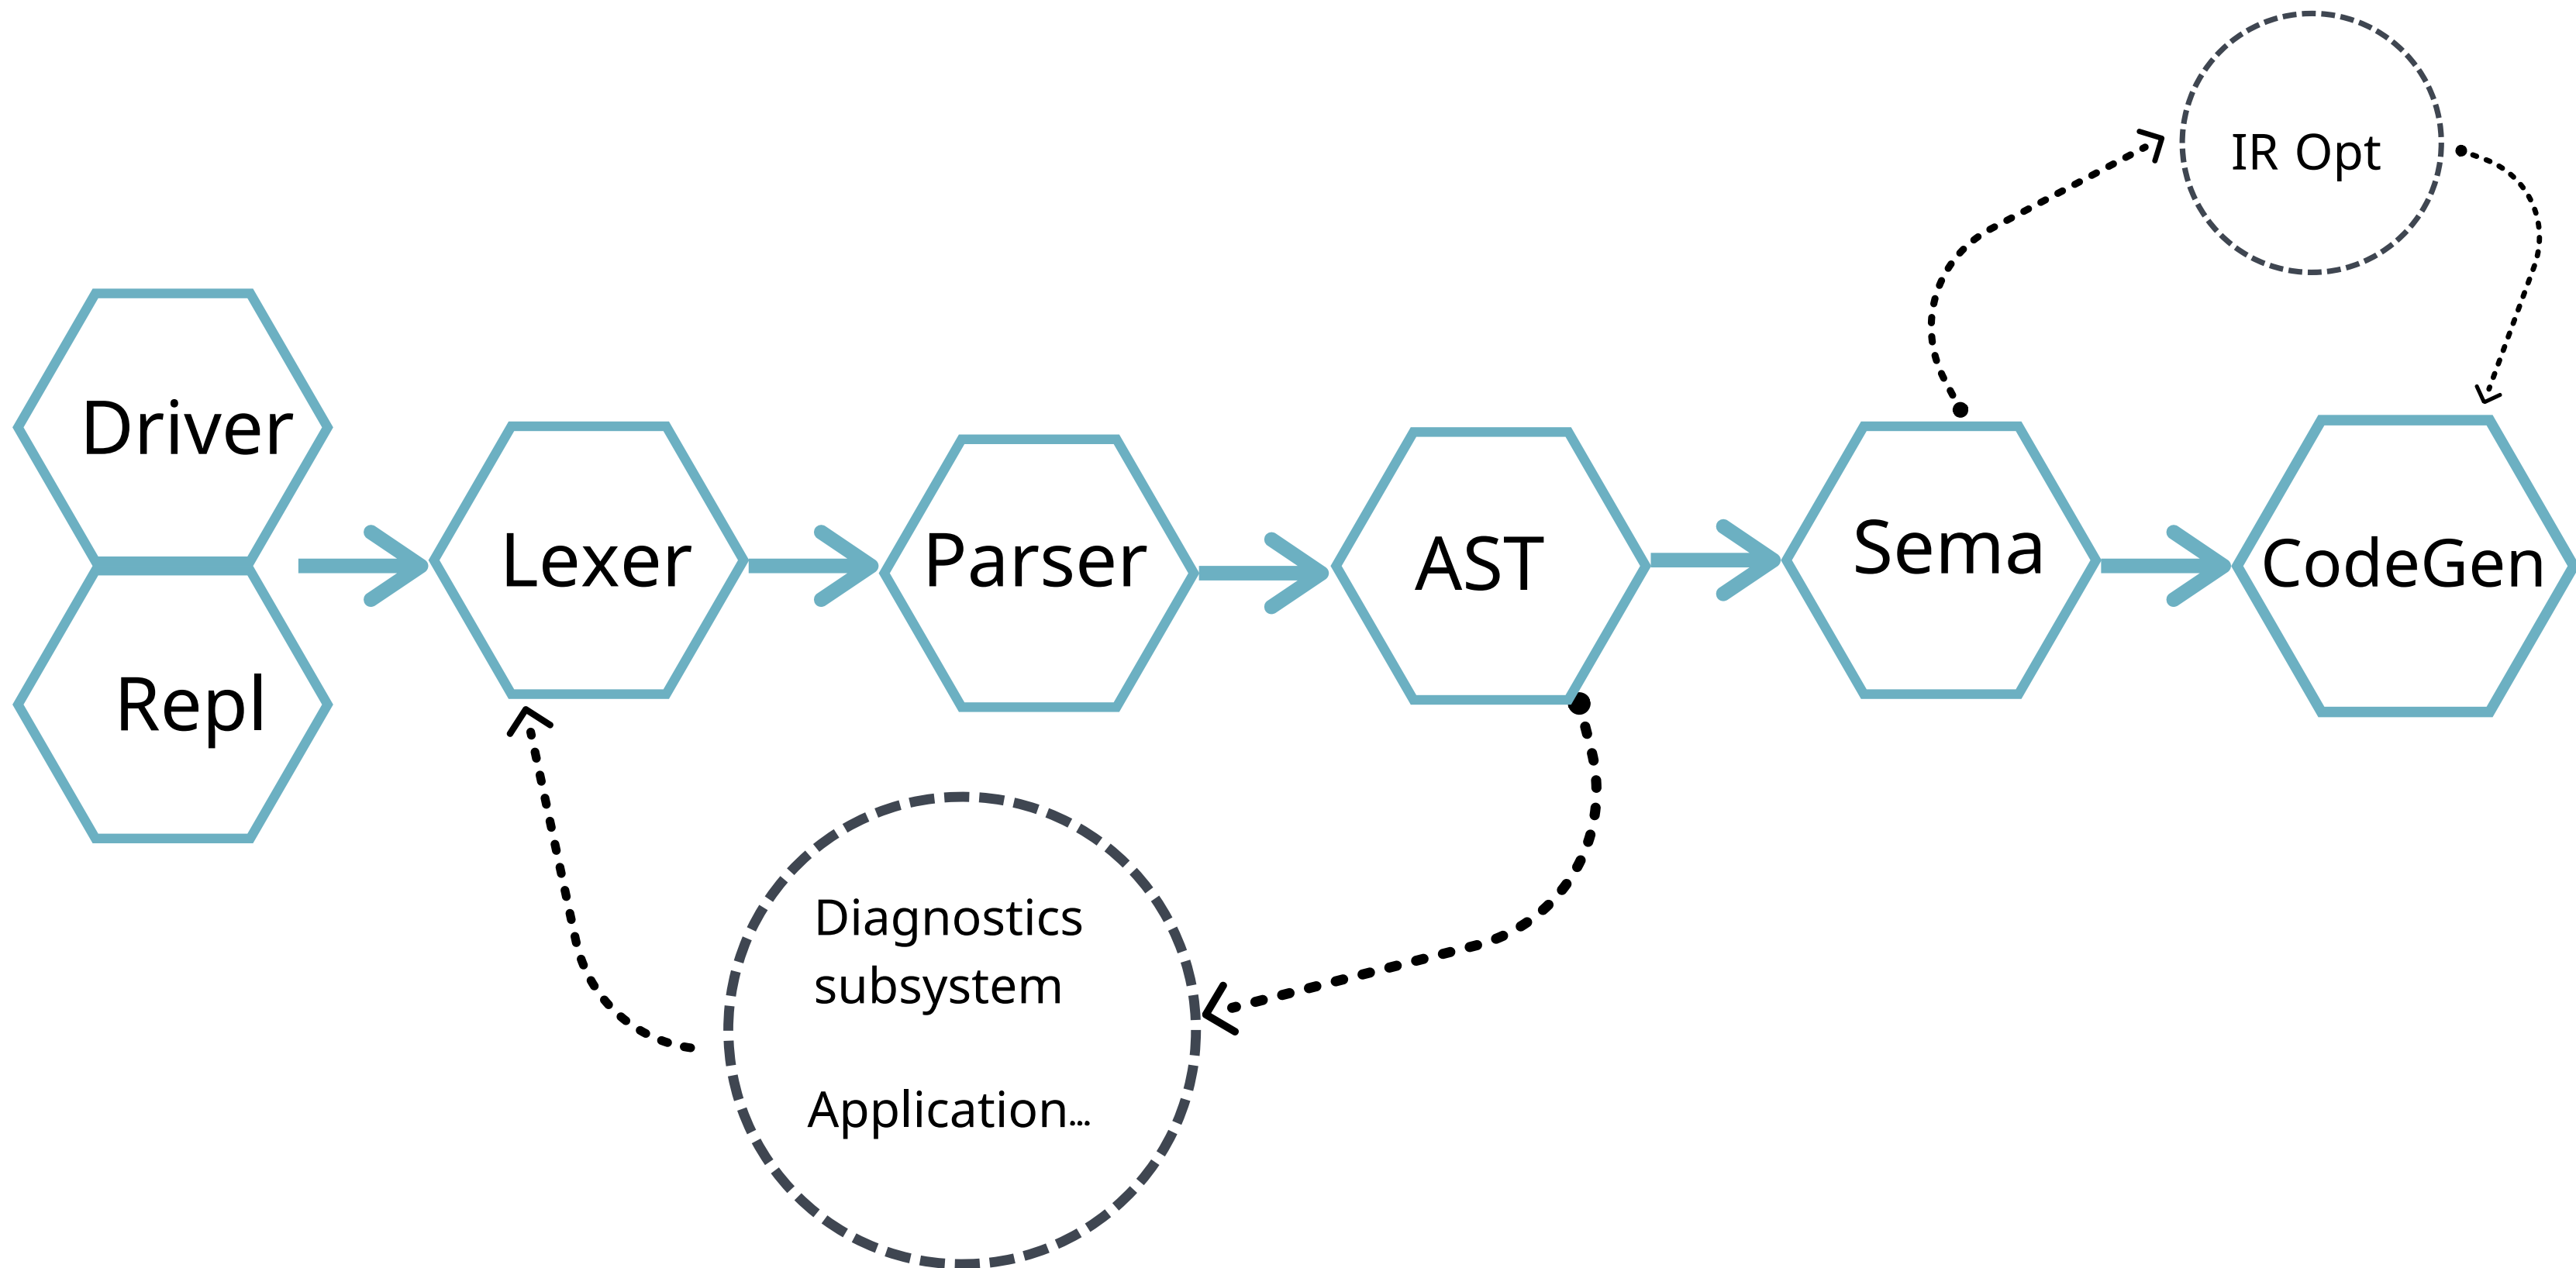 IR Opt
Driver
Repl
Lexer
Parser
AST
Sema
CodeGen
Diagnostics
subsystem
Application...